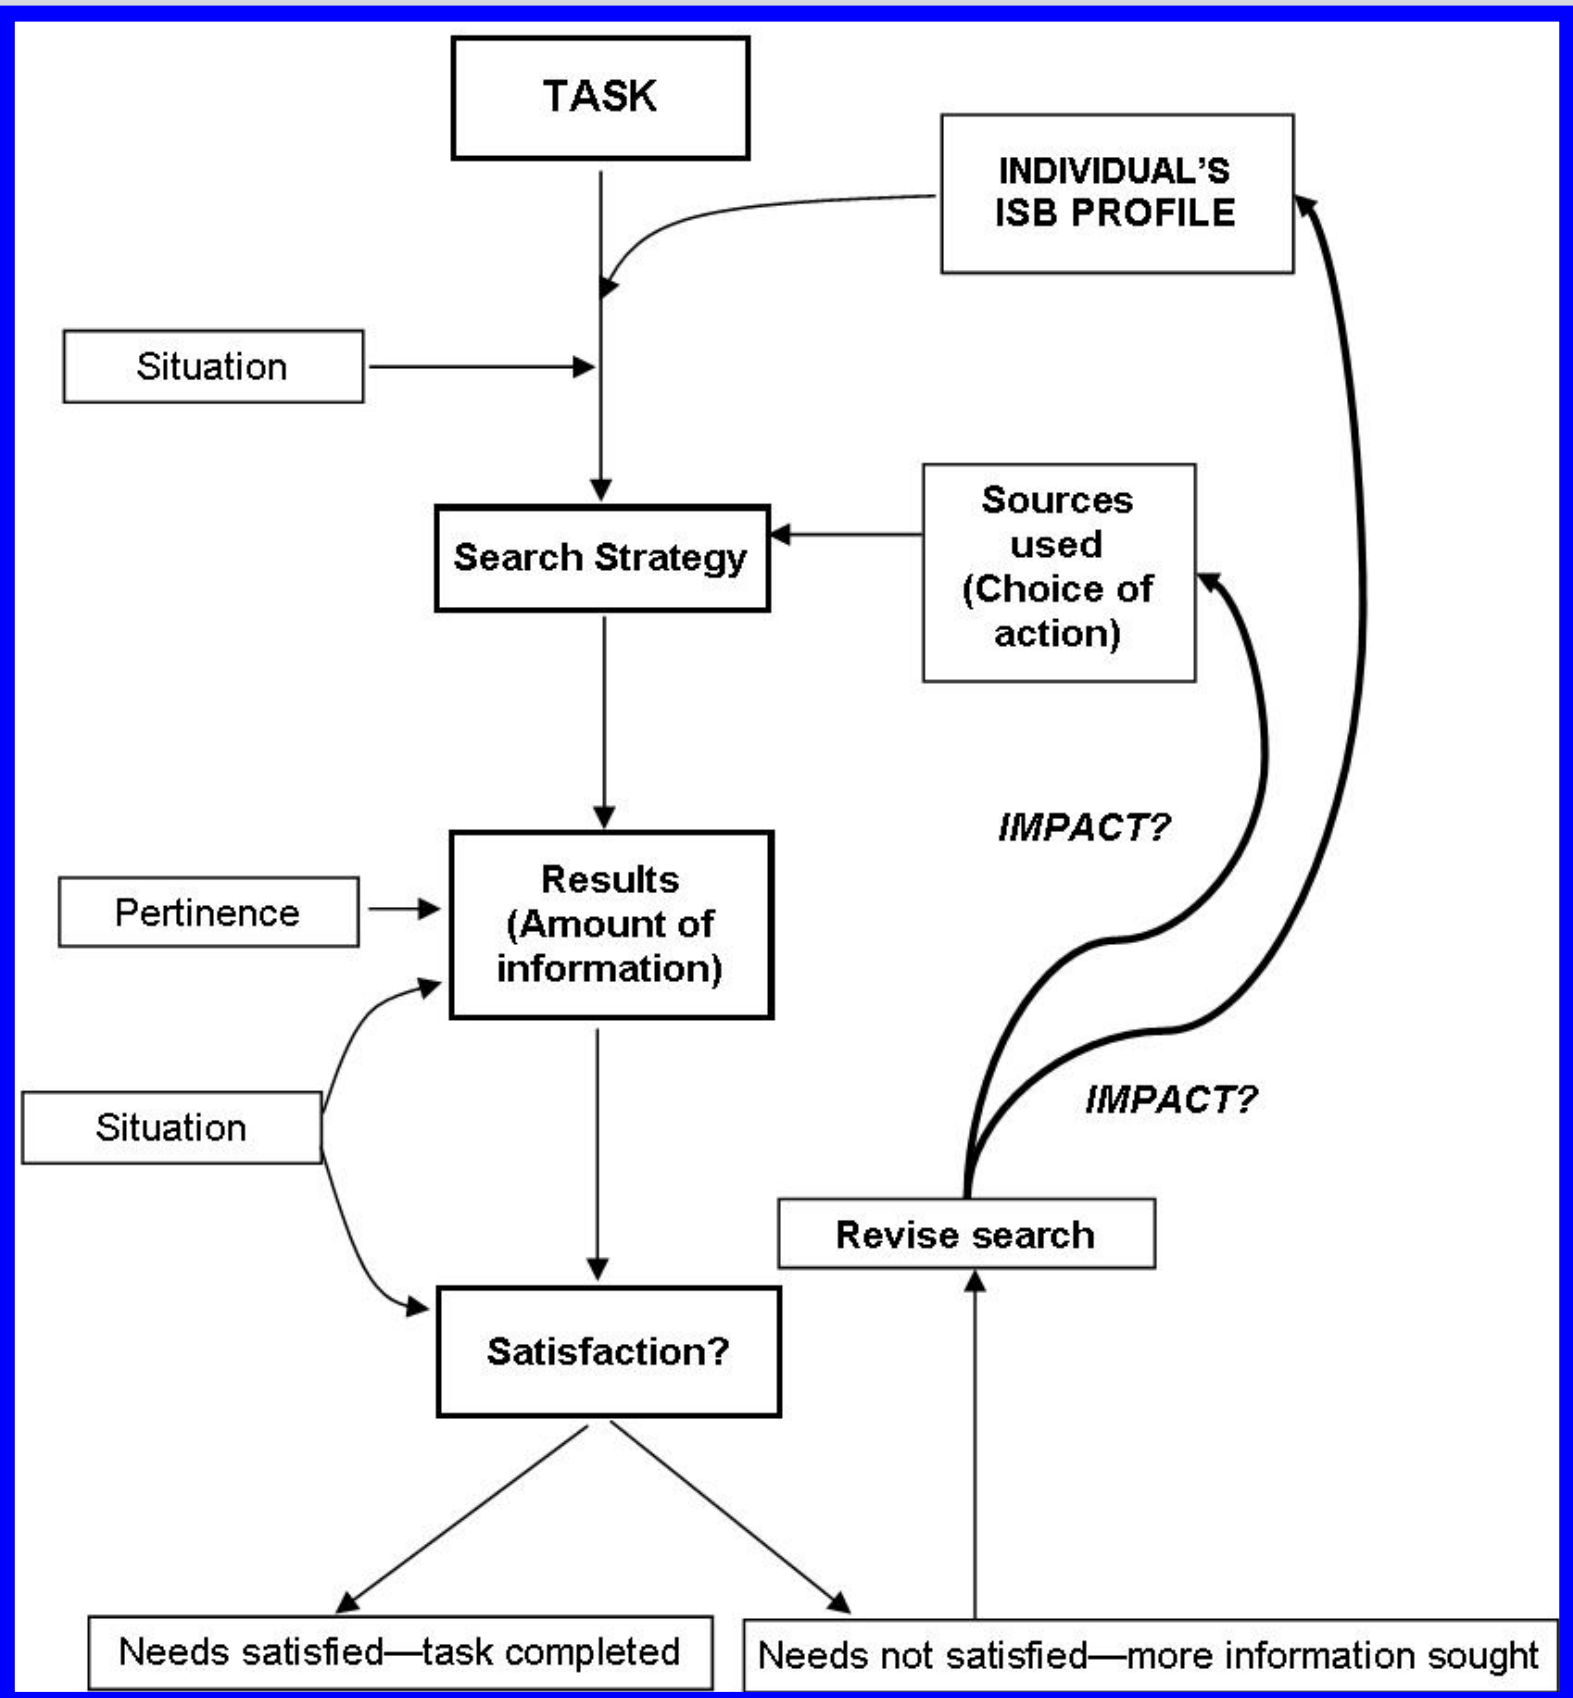 TASK
INDIVIDUAL'S
ISB PROFILE
Situation
Sources
used
(Choice of
action)
Search Strategy
IMPACT?
Results
(Amount of
information)
Pertinence
IMPACT?
Situation
Revise search
Satisfaction?
Needs satisfied—task completed
Needs not satisfied—more information sought